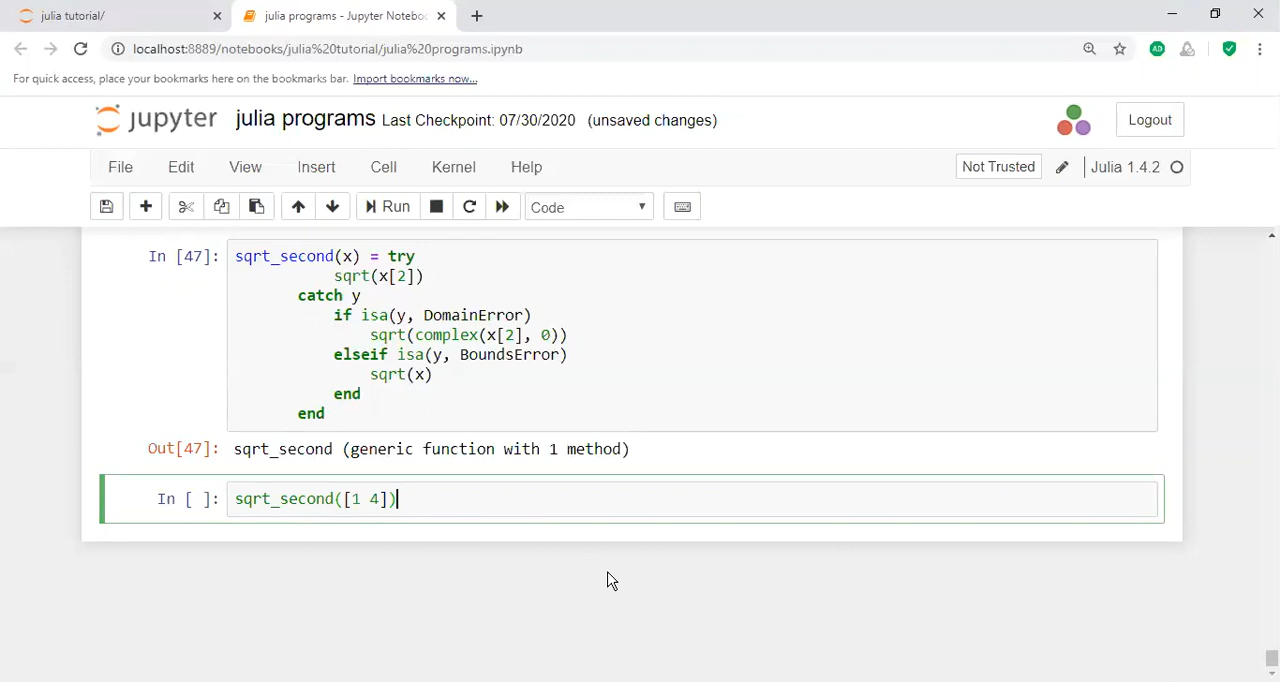 julia tutorial/
julia programs - Jupyter Noteboo
localhost:8889/notebooks/julia%20tutorial/julia%20programs.ipynb
AD
For quick access, place your bookmarks here on the bookmarks bar. Import bookmarks now...
jupyter julia programs Last Checkpoint: 07/30/2020 (unsaved changes)
Logout
File Edit View Insert Cell Kernel Help
Not Trusted
Julia 1.4.2
Run
Code
In [47]: sqrt_second(x) = try
sqrt(x[2])
catch y
if isa(y, DomainError)
sqrt(complex(x[2], 0))
elseif isa(y, BoundsError)
sqrt(x)
end
end
Out[47]: sqrt_second (generic function with 1 method)
In [ ]: sqrt_second([1 4])